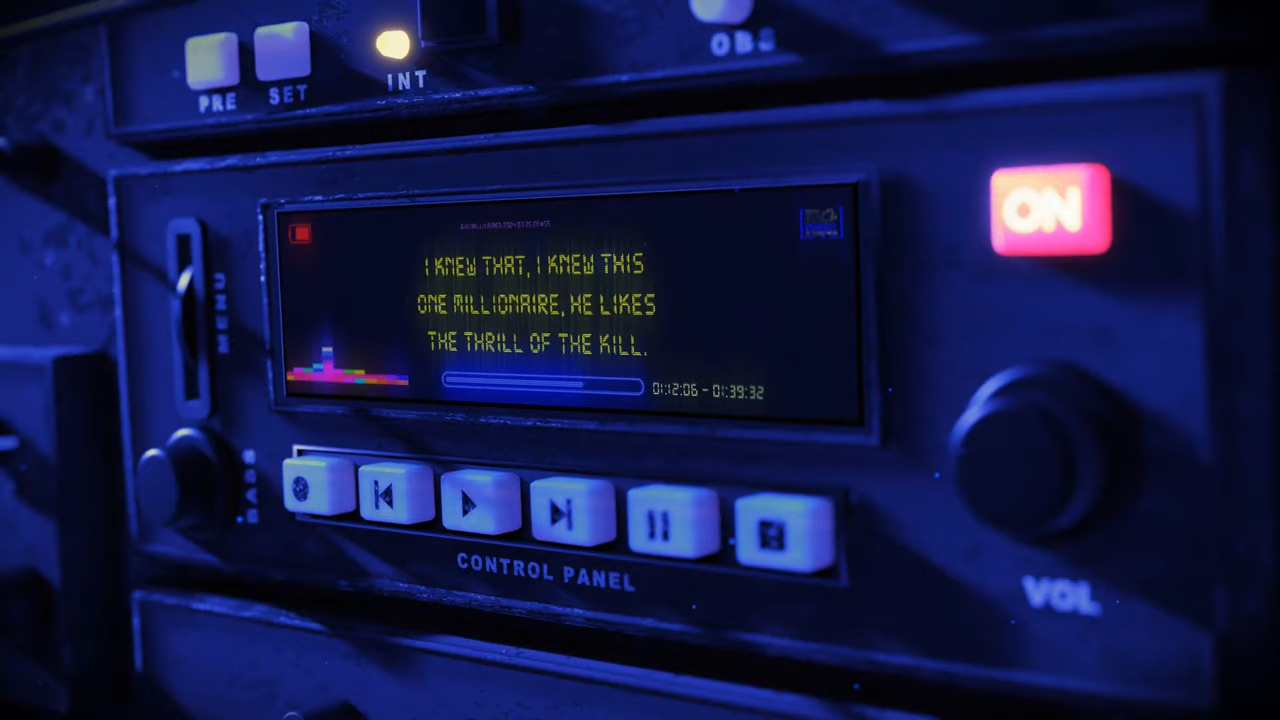 PRE
SET
INT
I KNEW THAT, I KNEW THIS
ONE MILLIONAIRE, HE LIKES
THE THRILL OF THE KILL.
01:12:06 - 01:39:32
ON
MENU
BASS
CONTROL PANEL
VOL